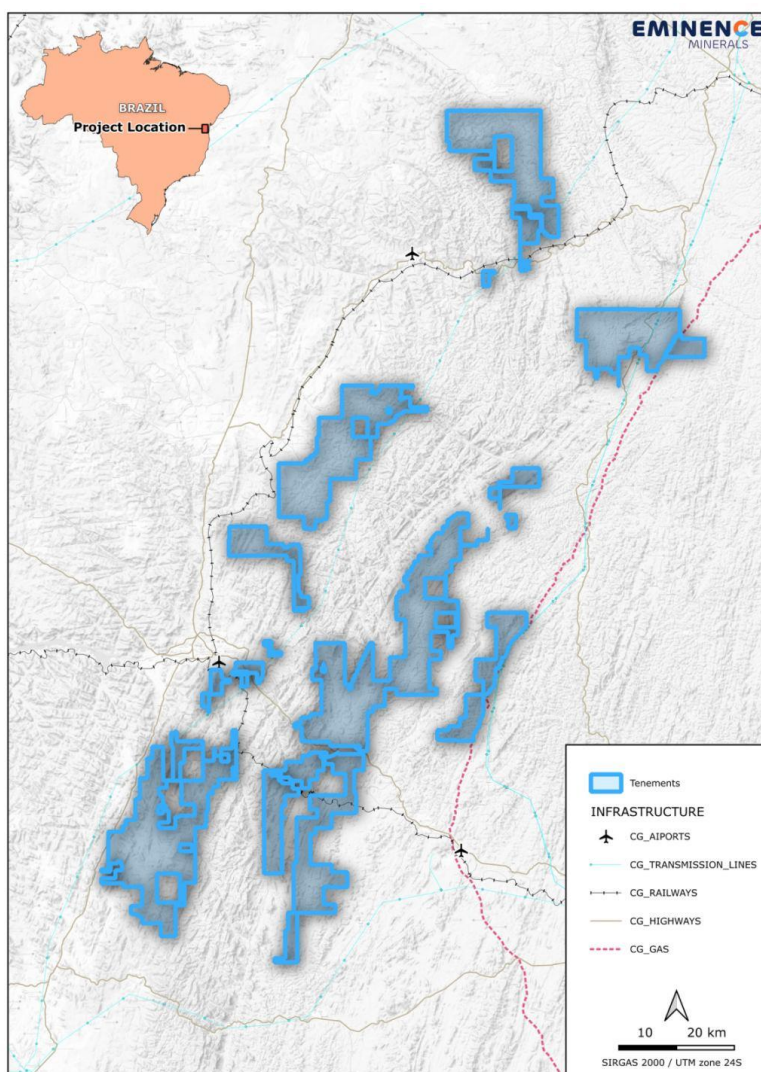 EMINENCE
MINERALS
BRAZIL
Project Location
Tenements
INFRASTRUCTURE
CG_AIPORTS
CG_TRANSMISSION_LINES
CG_RAILWAYS
CG_HIGHWAYS
CG_GAS
10 20 km
SIRGAS 2000 / UTM zone 24S